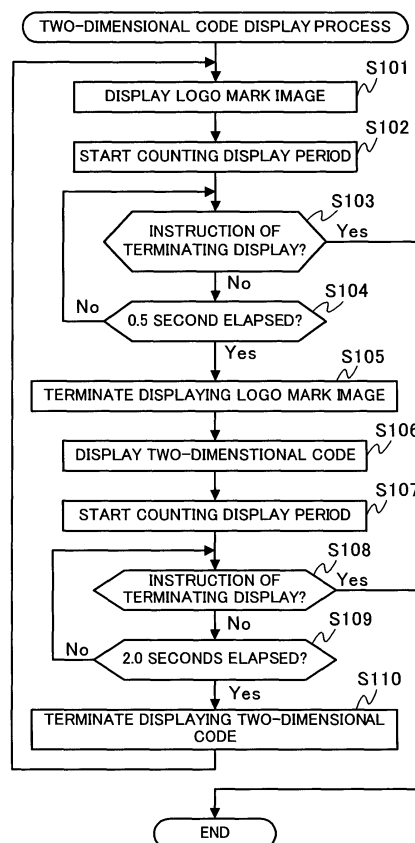 TWO-DIMENSIONAL CODE DISPLAY PROCESS
S101
DISPLAY LOGO MARK IMAGE
S102
START COUNTING DISPLAY PERIOD
S103
INSTRUCTION OF
TERMINATING DISPLAY?
Yes
No
S104
0.5 SECOND ELAPSED?
No
Yes
S105
TERMINATE DISPLAYING LOGO MARK IMAGE
S106
DISPLAY TWO-DIMENSTIONAL CODE
S107
START COUNTING DISPLAY PERIOD
S108
INSTRUCTION OF
TERMINATING DISPLAY?
Yes
No
S109
2.0 SECONDS ELAPSED?
No
Yes
S110
TERMINATE DISPLAYING TWO-DIMENSIONAL
CODE
END